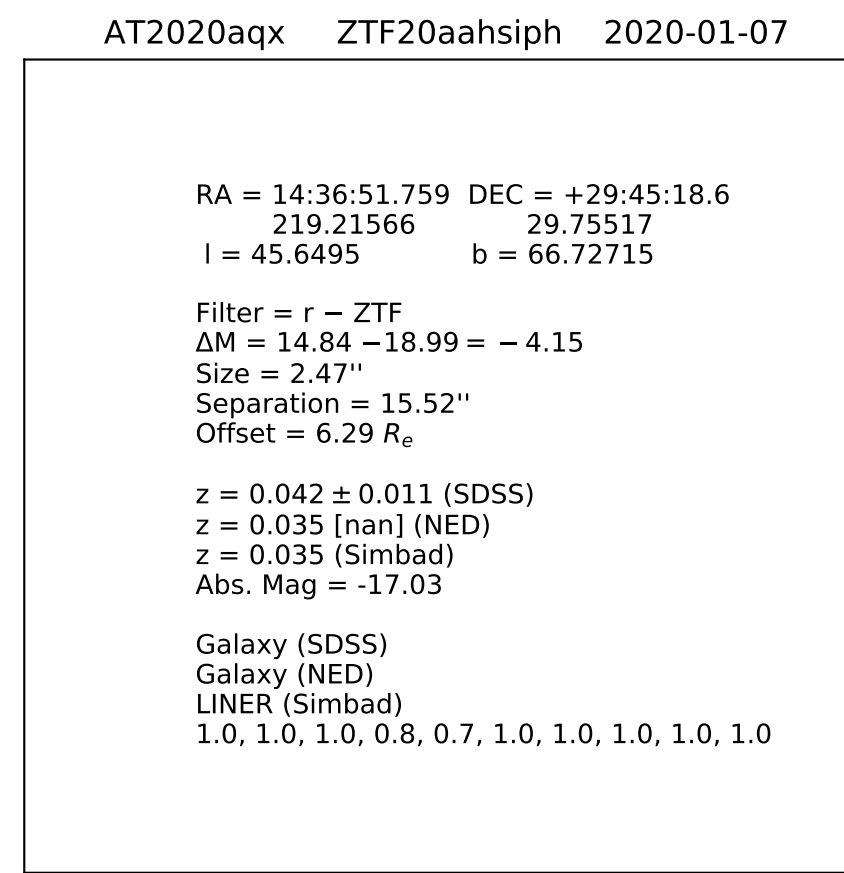 AT2020aqx ZTF20aahsiph 2020-01-07
RA = 14:36:51.759 DEC = +29:45:18.6
219.21566 29.75517
l = 45.6495 b = 66.72715
Filter = r − ZTF
ΔM = 14.84 −18.99 = − 4.15
Size = 2.47''
Separation = 15.52''
Offset = 6.29 Re
z = 0.042 ± 0.011 (SDSS)
z = 0.035 [nan] (NED)
z = 0.035 (Simbad)
Abs. Mag = -17.03
Galaxy (SDSS)
Galaxy (NED)
LINER (Simbad)
1.0, 1.0, 1.0, 0.8, 0.7, 1.0, 1.0, 1.0, 1.0, 1.0